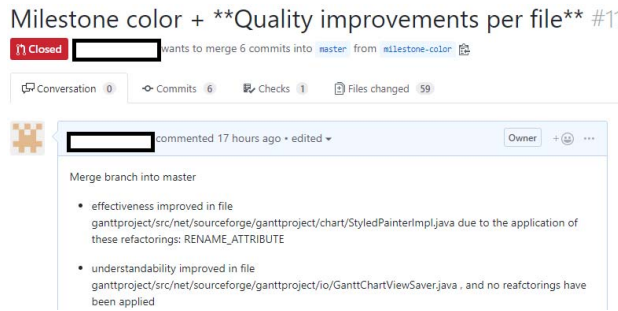 Milestone color + **Quality improvements per file** #11
Closed wants to merge 6 commits into master from milestone-color
Conversation 0 Commits 6 Checks 1 Files changed 59
commented 17 hours ago • edited Owner
Merge branch into master
• effectiveness improved in file
ganttproject/src/net/sourceforge/ganttproject/chart/StyledPainterImpl.java due to the application of
these refactorings: RENAME_ATTRIBUTE
• understandability improved in file
ganttproject/src/net/sourceforge/ganttproject/io/GanttChartViewSaver.java , and no reafctorings have
been applied